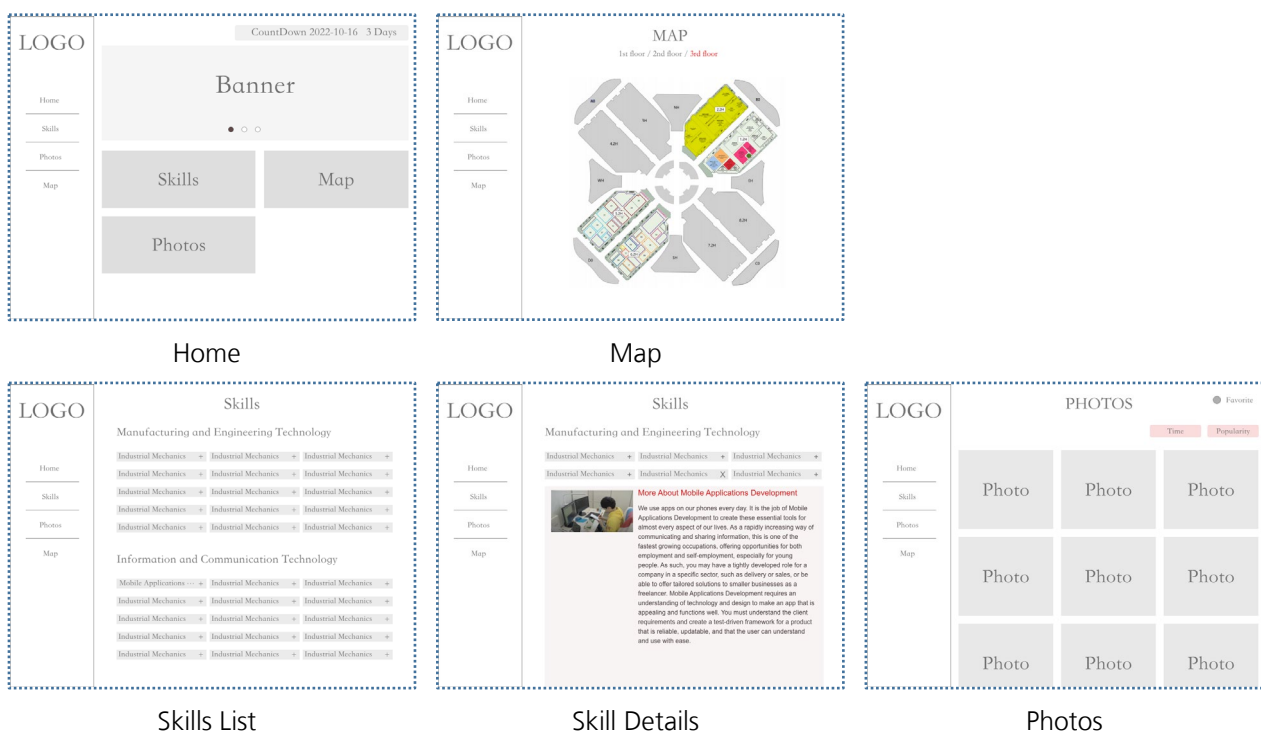 LOGO
CountDown 2022-10-16 3 Days
Banner
Home
Skills
Photos
Map
Skills
Map
Photos
Home
LOGO
MAP
1st floor / 2nd floor / 3rd floor
Home
Skills
Photos
Map
Map
LOGO
Skills
Home
Skills
Photos
Map
Manufacturing and Engineering Technology
Industrial Mechanics + Industrial Mechanics + Industrial Mechanics +
Industrial Mechanics + Industrial Mechanics + Industrial Mechanics +
Industrial Mechanics + Industrial Mechanics + Industrial Mechanics +
Industrial Mechanics + Industrial Mechanics + Industrial Mechanics +
Industrial Mechanics + Industrial Mechanics + Industrial Mechanics +
Information and Communication Technology
Mobile Applications ··· + Industrial Mechanics + Industrial Mechanics +
Industrial Mechanics + Industrial Mechanics + Industrial Mechanics +
Industrial Mechanics + Industrial Mechanics + Industrial Mechanics +
Industrial Mechanics + Industrial Mechanics + Industrial Mechanics +
Industrial Mechanics + Industrial Mechanics + Industrial Mechanics +
Skills List
LOGO
Skills
Home
Skills
Photos
Map
Manufacturing and Engineering Technology
Industrial Mechanics + Industrial Mechanics + Industrial Mechanics +
Industrial Mechanics + Industrial Mechanics X Industrial Mechanics +
More About Mobile Applications Development
We use apps on our phones every day. It is the job of Mobile
Applications Development to create these essential tools for
almost every aspect of our lives. As a rapidly increasing way of
communicating and sharing information, this is one of the
fastest growing occupations, offering opportunities for both
employment and self-employment, especially for young
people. As such, you may have a tightly developed role for a
company in a specific sector, such as delivery or sales, or be
able to offer tailored solutions to smaller businesses as a
freelancer. Mobile Applications Development requires an
understanding of technology and design to make an app that is
appealing and functions well. You must understand the client
requirements and create a test-driven framework for a product
that is reliable, updatable, and that the user can understand
and use with ease.
Skill Details
LOGO
PHOTOS
Favorite
Time
Popularity
Home
Skills
Photos
Map
Photo Photo Photo
Photo Photo Photo
Photo Photo Photo
Photos